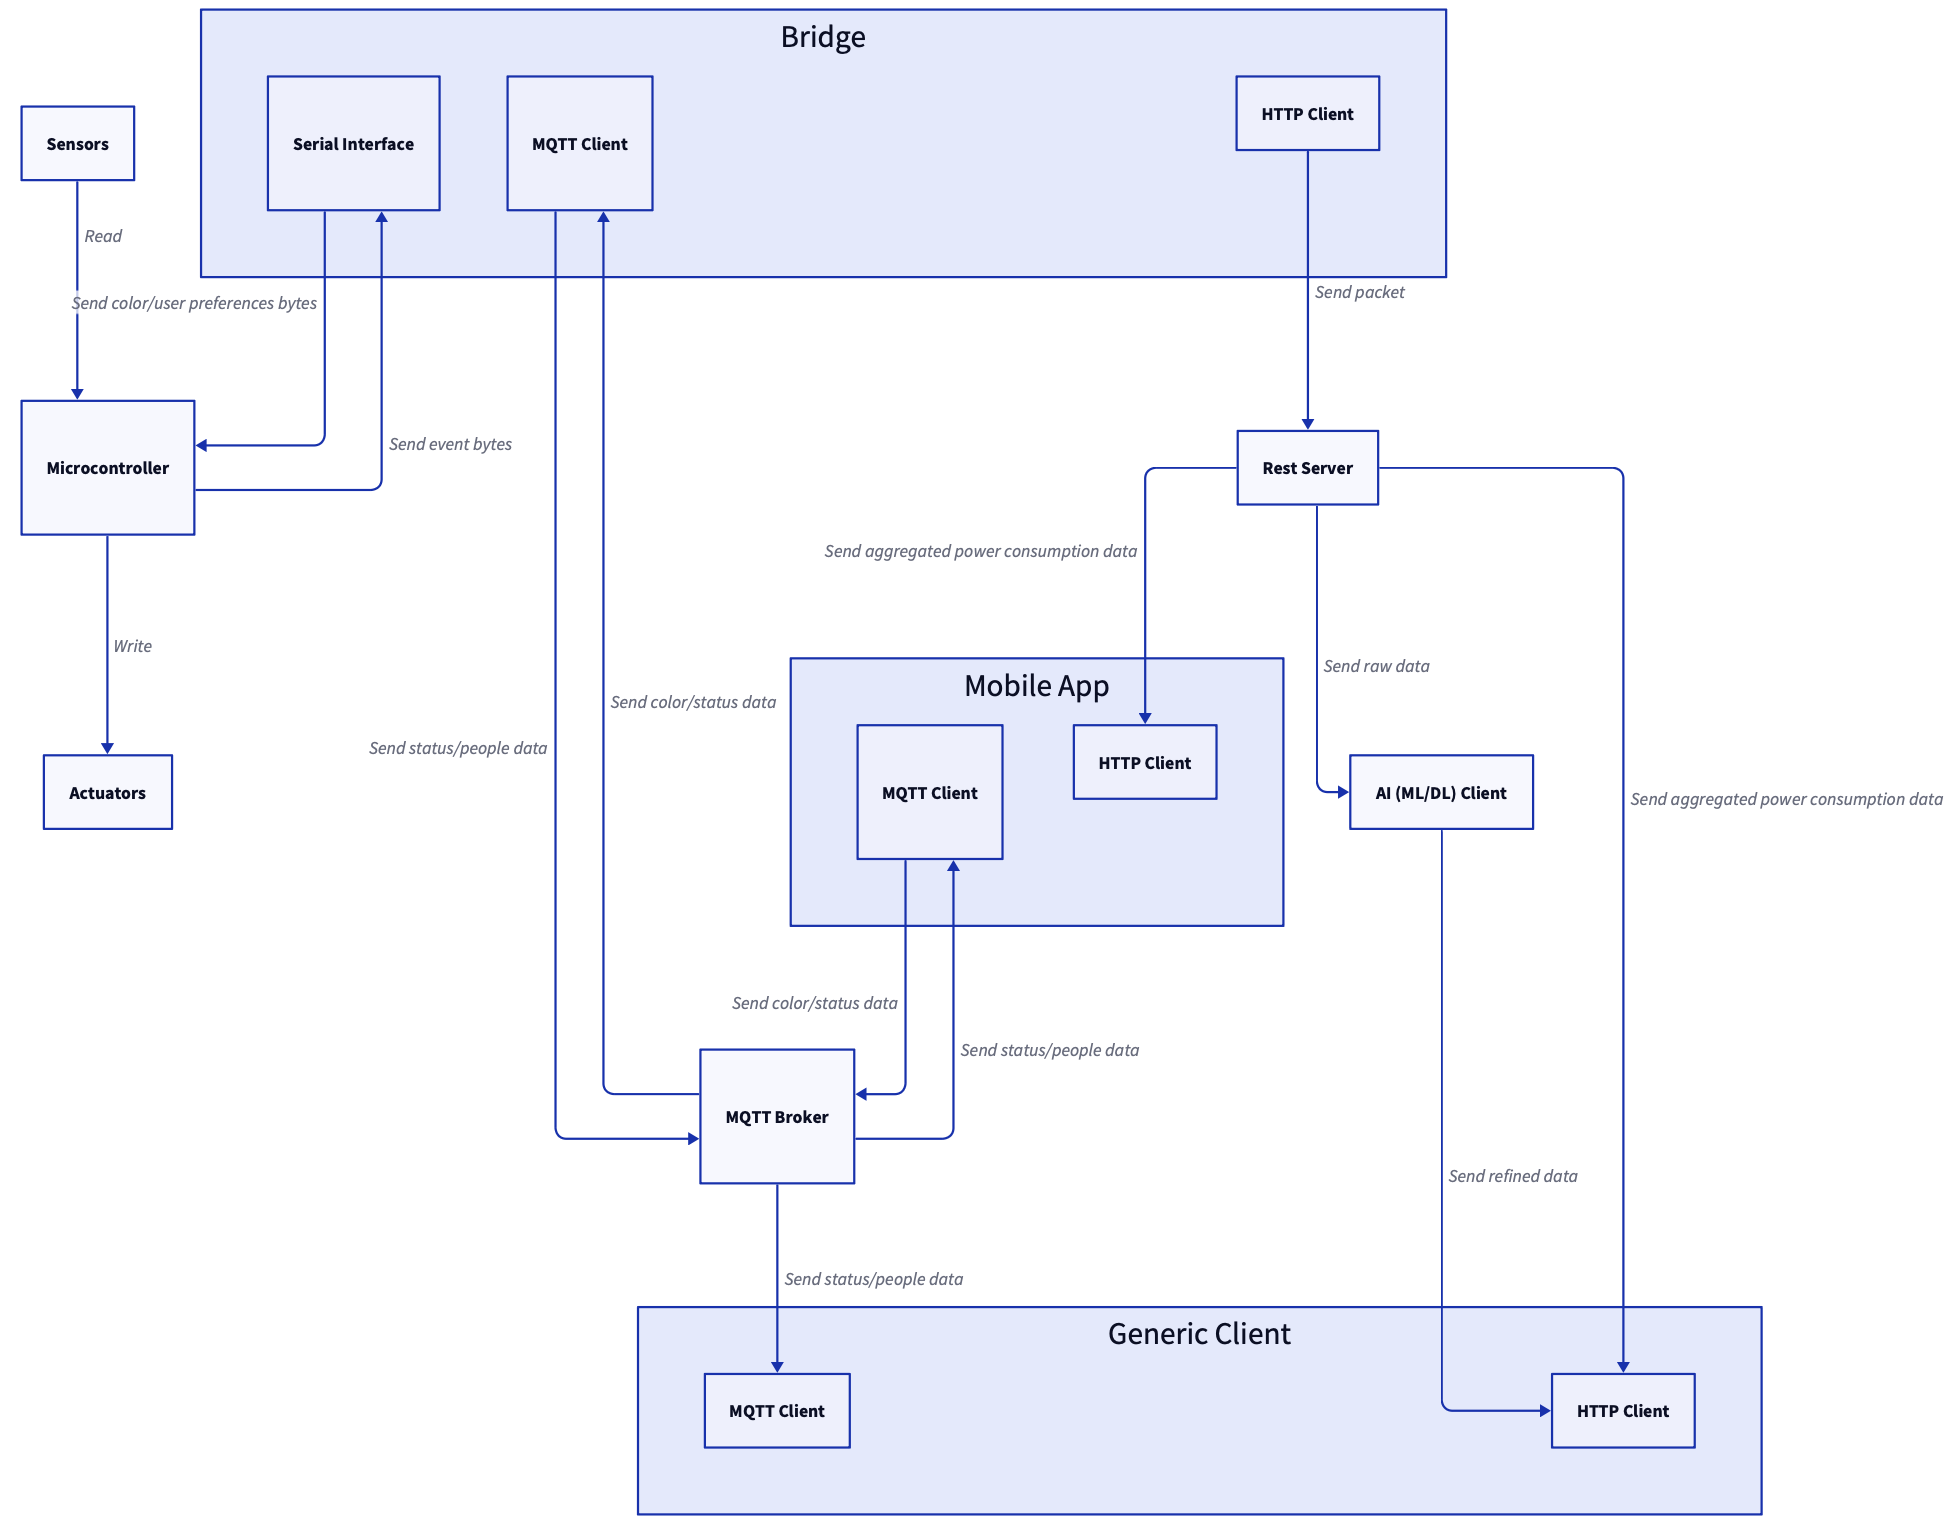 Bridge
Sensors
Serial Interface
MQTT Client
HTTP Client
Read
Send color/user preferences bytes
Send packet
Microcontroller
Send event bytes
Rest Server
Send aggregated power consumption data
Write
Send raw data
Mobile App
Send color/status data
Send status/people data
MQTT Client
HTTP Client
Actuators
AI (ML/DL) Client
Send aggregated power consumption data
Send color/status data
Send status/people data
MQTT Broker
Send refined data
Send status/people data
Generic Client
MQTT Client
HTTP Client